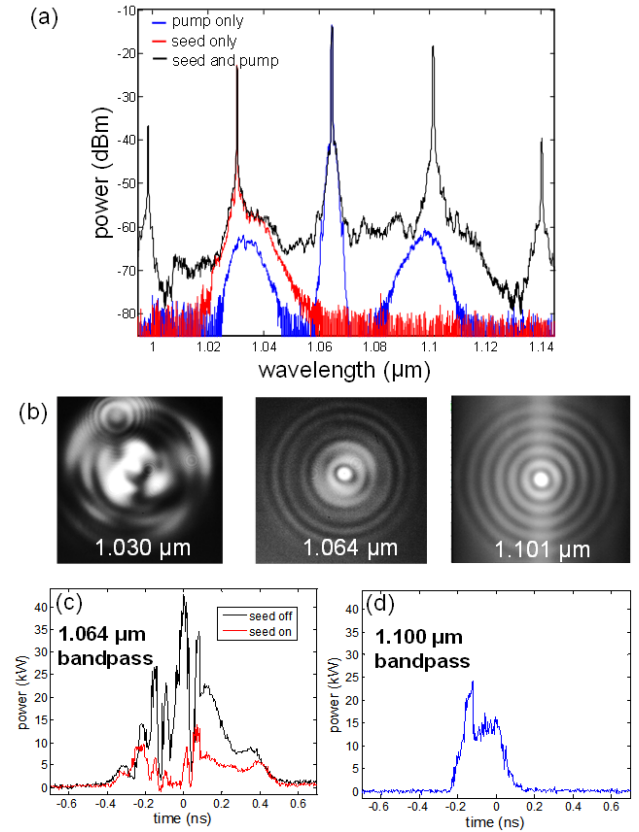 (a)
-10
pump only
seed only
seed and pump
-20
-30
-40
-50
-60
-70
-80
power (dBm)
1 1.02 1.04 1.06 1.08 1.1 1.12 1.14
wavelength (μm)
(b)
1.030 μm 1.064 μm 1.101 μm
(c)
seed off
seed on
1.064 μm
bandpass
40
35
30
25
20
15
10
5
0
power (kW)
-0.6 -0.4 -0.2 0 0.2 0.4 0.6
time (ns)
(d)
1.100 μm
bandpass
40
35
30
25
20
15
10
5
0
power (kW)
-0.6 -0.4 -0.2 0 0.2 0.4 0.6
time (ns)